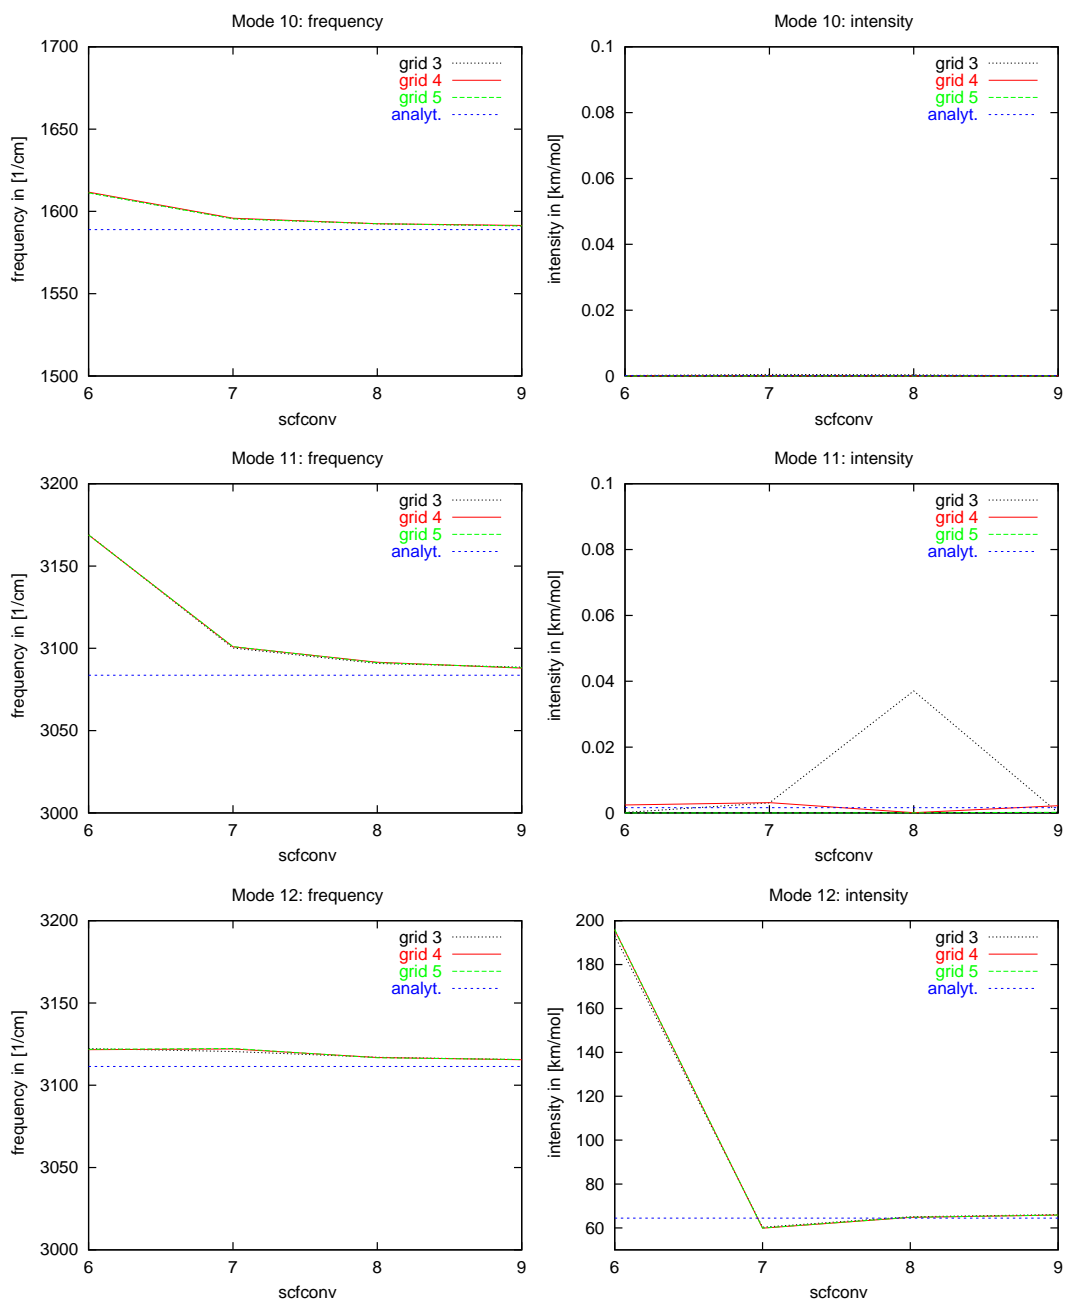 Mode 10: frequency
frequency in [1/cm]
1700
1650
1600
1550
1500
grid 3
grid 4
grid 5
analyt.
6 7 8 9
scfconv
Mode 10: intensity
intensity in [km/mol]
0.1
0.08
0.06
0.04
0.02
0
grid 3
grid 4
grid 5
analyt.
6 7 8 9
scfconv
Mode 11: frequency
frequency in [1/cm]
3200
3150
3100
3050
3000
grid 3
grid 4
grid 5
analyt.
6 7 8 9
scfconv
Mode 11: intensity
intensity in [km/mol]
0.1
0.08
0.06
0.04
0.02
0
grid 3
grid 4
grid 5
analyt.
6 7 8 9
scfconv
Mode 12: frequency
frequency in [1/cm]
3200
3150
3100
3050
3000
grid 3
grid 4
grid 5
analyt.
6 7 8 9
scfconv
Mode 12: intensity
intensity in [km/mol]
200
180
160
140
120
100
80
60
grid 3
grid 4
grid 5
analyt.
6 7 8 9
scfconv